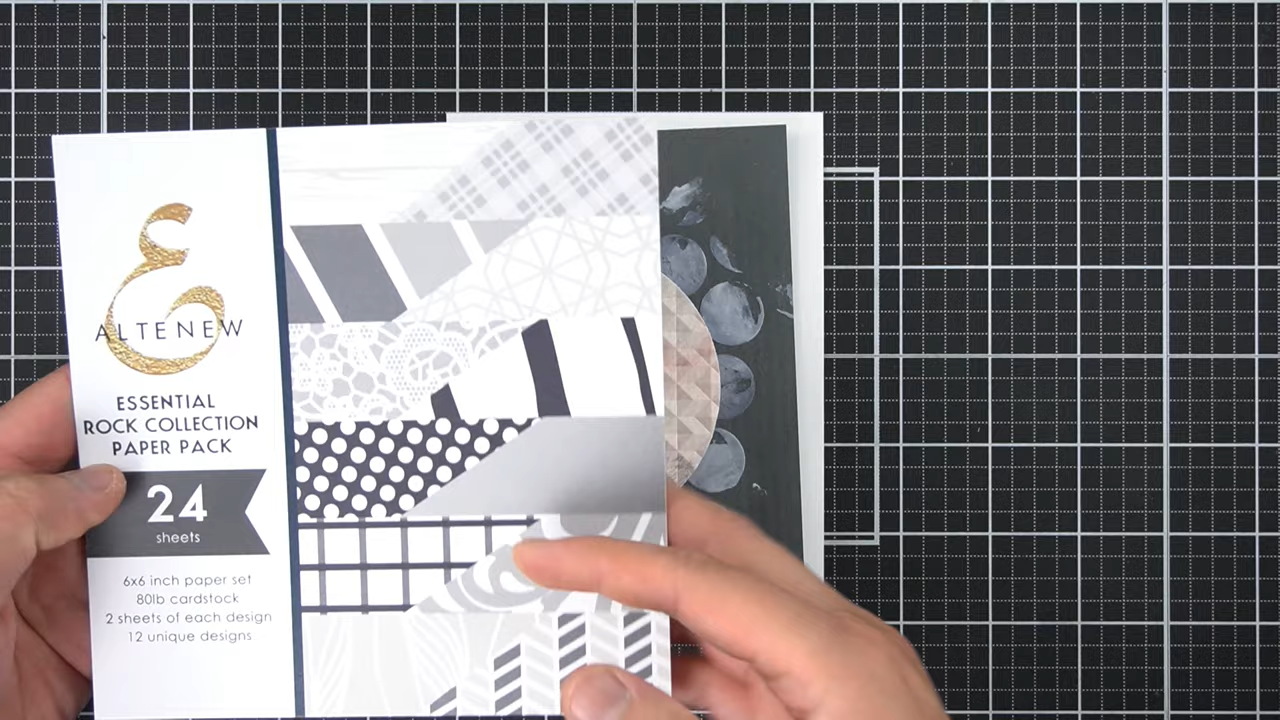 ALTENEW
ESSENTIAL
ROCK COLLECTION
PAPER PACK
24
sheets
6x6 inch paper set
80lb cardstock
2 sheets of each design
12 unique designs